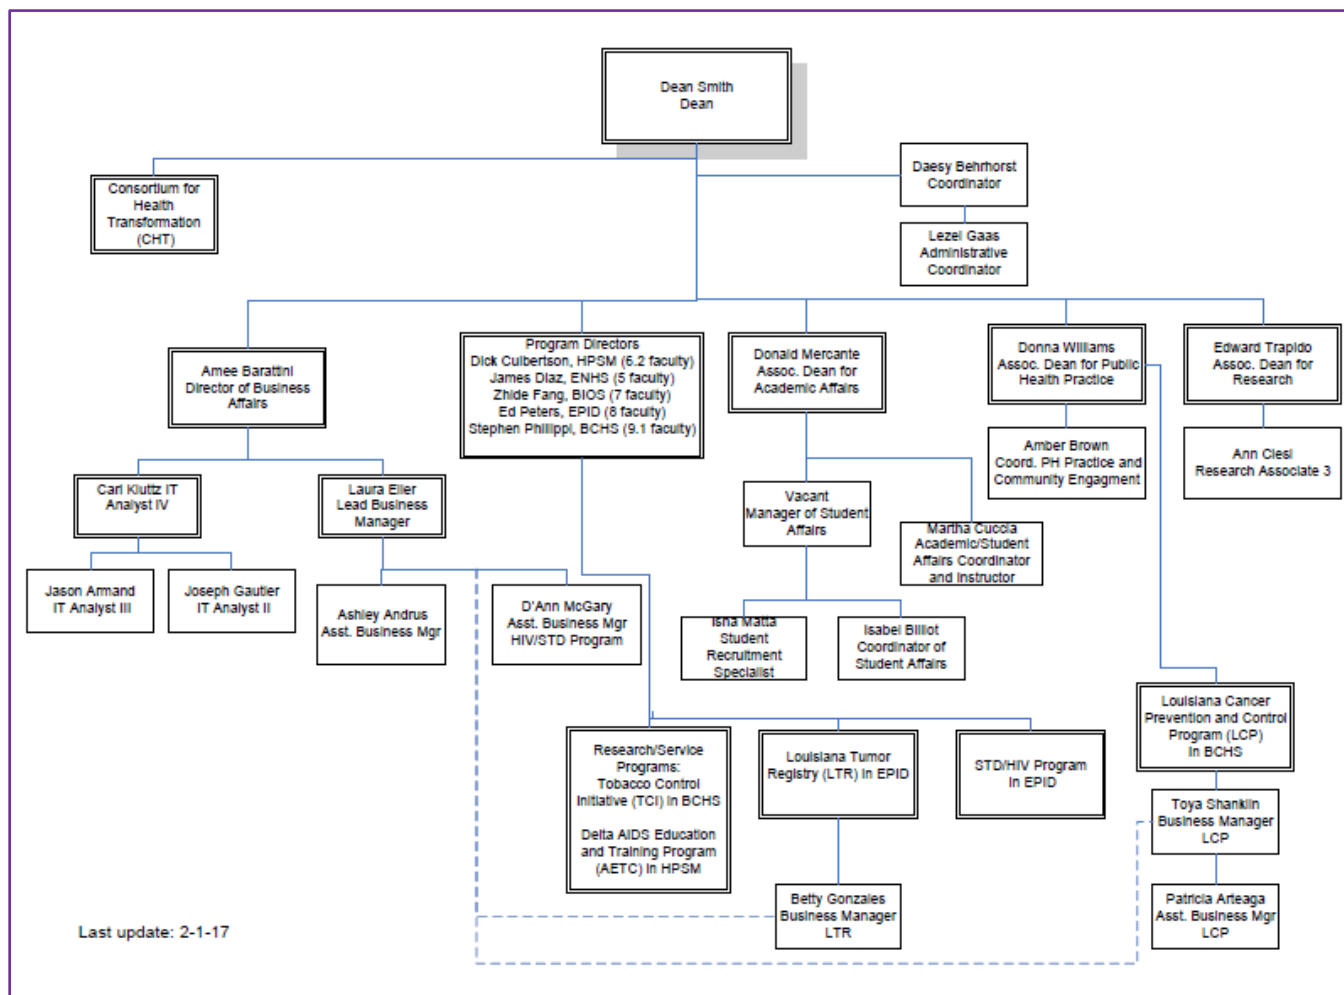 Dean Smith
Dean
Consortium for
Health
Transformation
(CHT)
Daesy Behrhorst
Coordinator
Lezel Gaas
Administrative
Coordinator
Amee Barattini
Director of Business
Affairs
Program Directors
Dick Culbertson, HPSM (6.2 faculty)
James Diaz, ENHS (5 faculty)
Zhide Fang, BIOS (7 faculty)
Ed Peters, EPID (8 faculty)
Stephen Phillippi, BCHS (9.1 faculty)
Donald Mercante
Assoc. Dean for
Academic Affairs
Donna Williams
Assoc. Dean for Public
Health Practice
Edward Trapido
Assoc. Dean for
Research
Amber Brown
Coord. PH Practice and
Community Engagment
Ann Clesi
Research Associate 3
Carl Kluttz IT
Analyst IV
Laura Eller
Lead Business
Manager
Vacant
Manager of Student
Affairs
Martha Cuccia
Academic/Student
Affairs Coordinator
and Instructor
Jason Armand
IT Analyst III
Joseph Gautier
IT Analyst II
Ashley Andrus
Asst. Business Mgr
D'Ann McGary
Asst. Business Mgr
HIV/STD Program
Isha Matta
Student
Recruitment
Specialist
Isabel Billiot
Coordinator of
Student Affairs
Louisiana Cancer
Prevention and Control
Program (LCP)
in BCHS
Research/Service
Programs:
Tobacco Control
Initiative (TCI) in BCHS
Delta AIDS Education
and Training Program
(AETC) in HPSM
Louisiana Tumor
Registry (LTR) in EPID
STD/HIV Program
in EPID
Toya Shanklin
Business Manager
LCP
Betty Gonzales
Business Manager
LTR
Patricia Arteaga
Asst. Business Mgr
LCP
Last update: 2-1-17